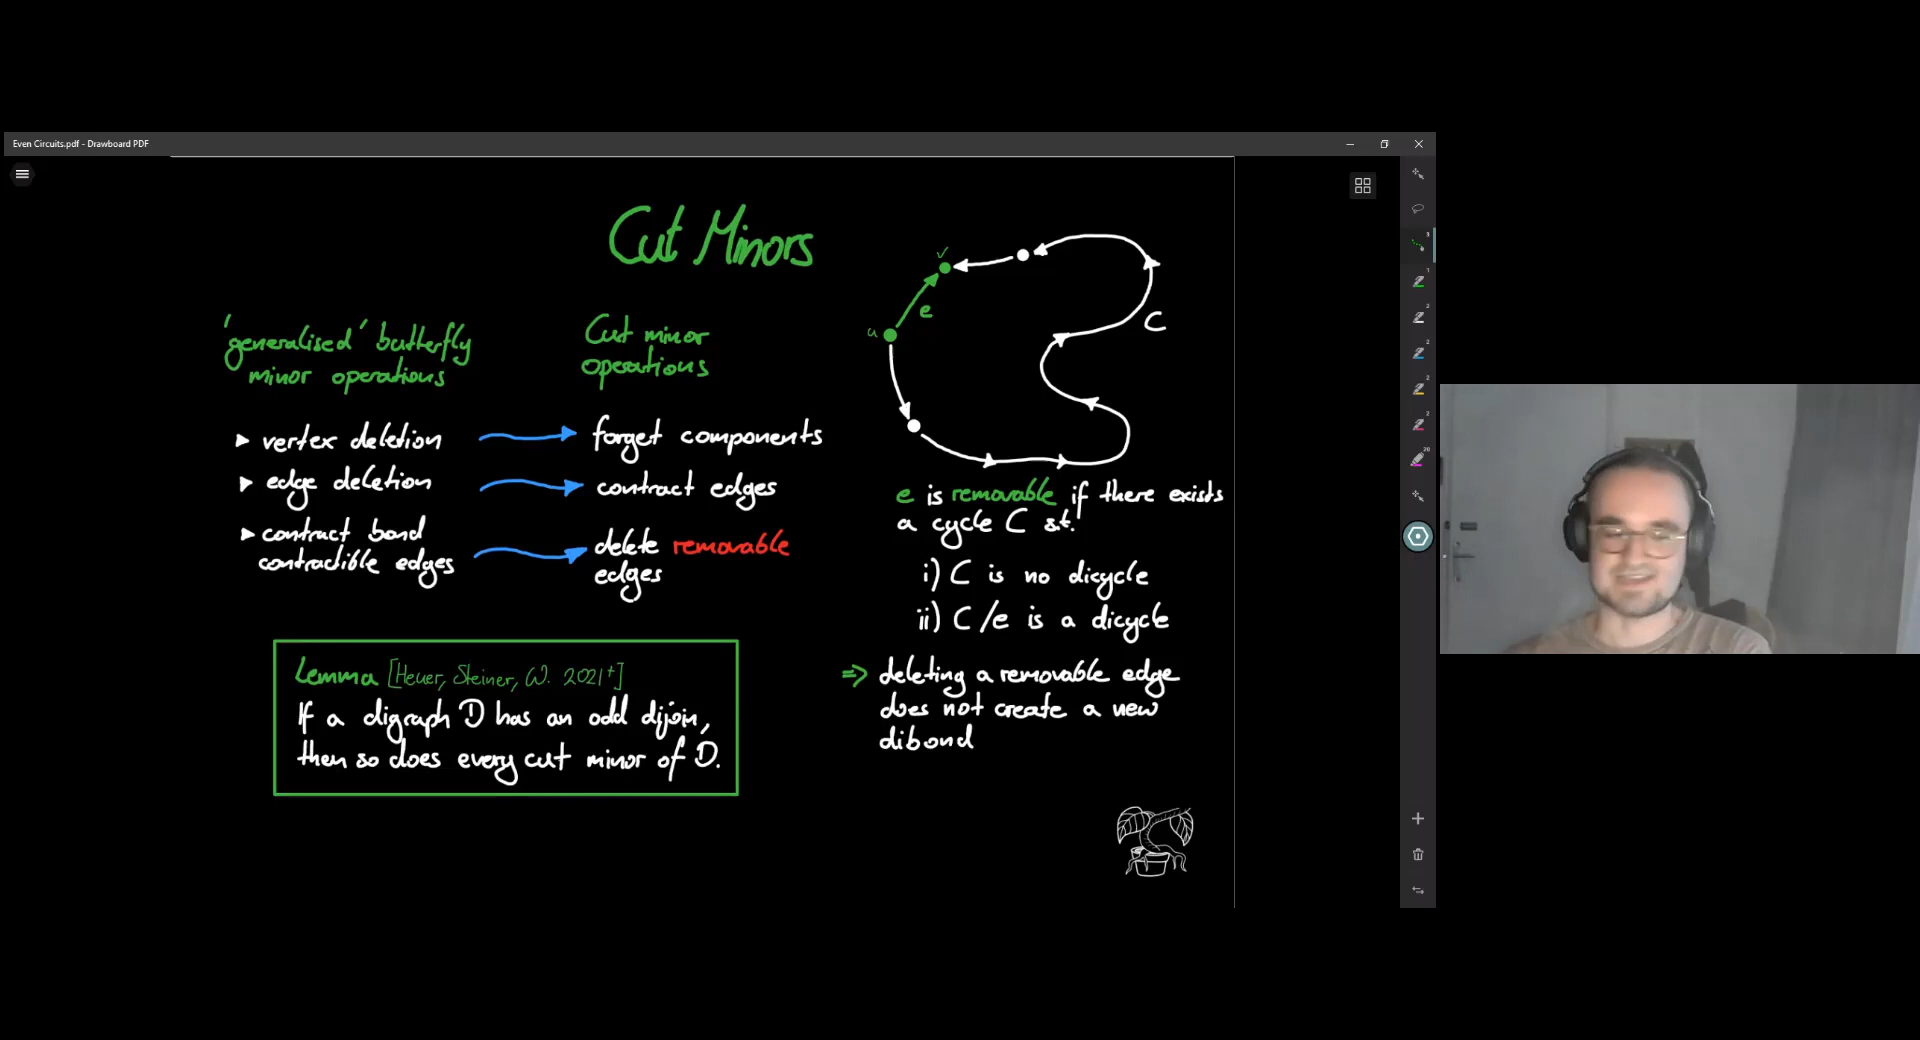 Even Circuits.pdf - Drawboard PDF
Cut Minors
'generalised' butterfly
minor operations
► vertex deletion
► edge deletion
► contract bond
contractible edges
Cut minor
operations
forget components
contract edges
delete removable
edges
Lemma [Heuer, Steiner, W. 2021⁺]
If a digraph D has an odd dijoin,
then so does every cut minor of D.
v
u
e
C
e is removable if there exists
a cycle C s.t.
i) C is no dicycle
ii) C/e is a dicycle
⇒ deleting a removable edge
does not create a new
dibond